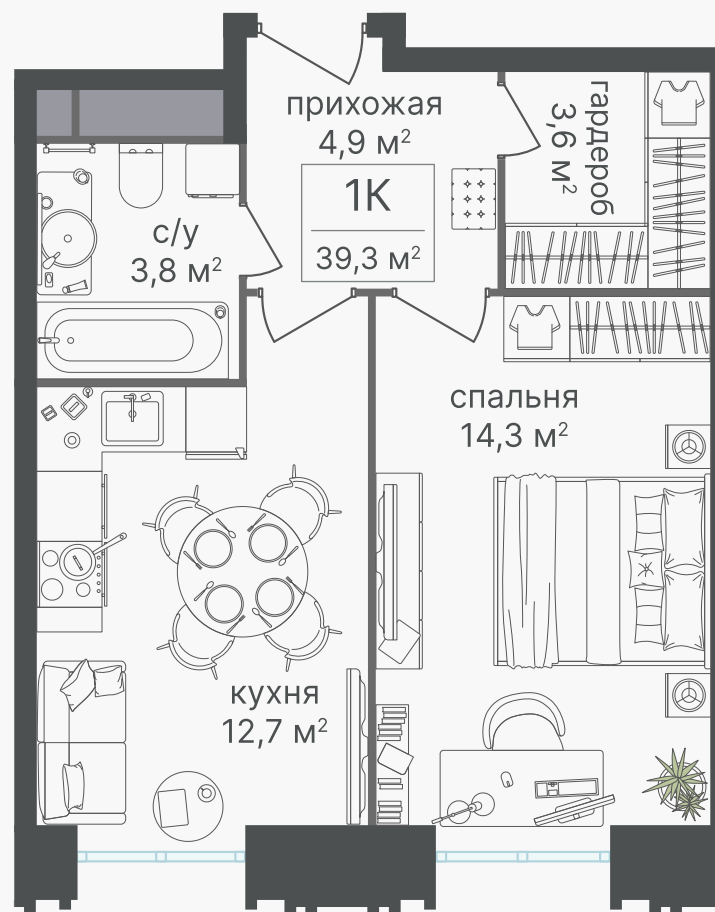 прихожая
4,9 м²
1К
39,3 м²
гардероб
3,6 м²
с/у
3,8 м²
спальня
14,3 м²
кухня
12,7 м²